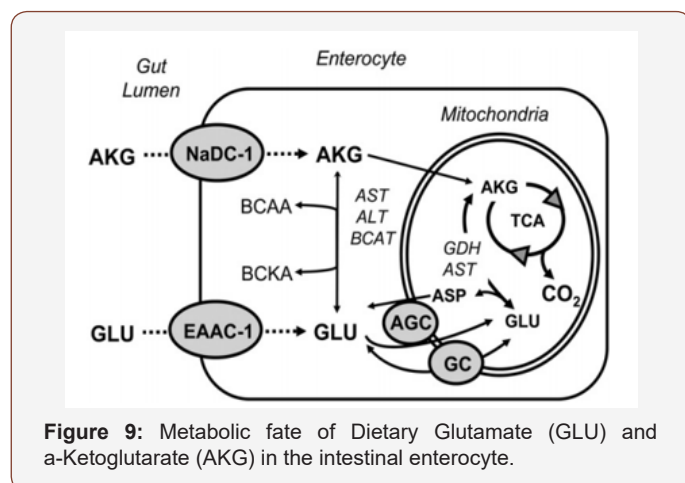 Gut
Lumen
Enterocyte
Mitochondria
AKG
NaDC-1
AKG
AKG
BCAA
AST
ALT
BCAT
TCA
GDH
AST
BCKA
ASP
CO2
GLU
EAAC-1
GLU
AGC
GLU
GC
Figure 9: Metabolic fate of Dietary Glutamate (GLU) and
a-Ketoglutarate (AKG) in the intestinal enterocyte.